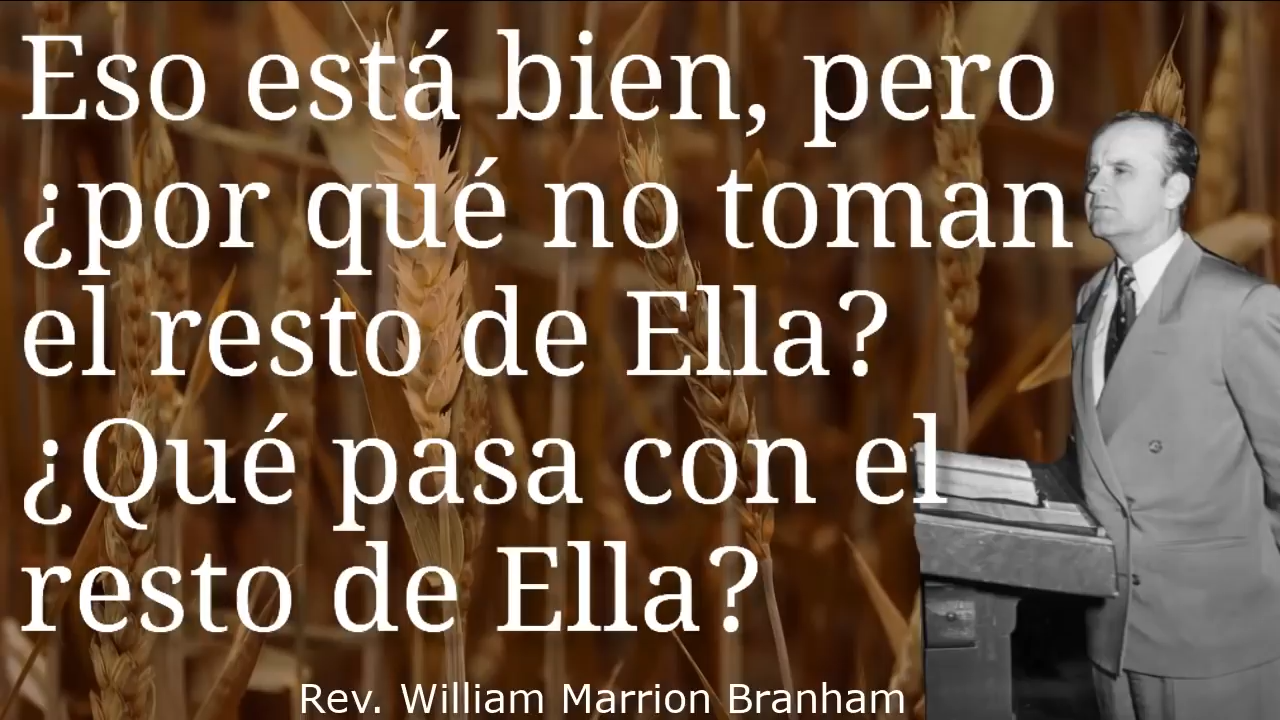 Eso está bien, pero
¿por qué no toman
el resto de Ella?
¿Qué pasa con el
resto de Ella?
Rev. William Marrion Branham